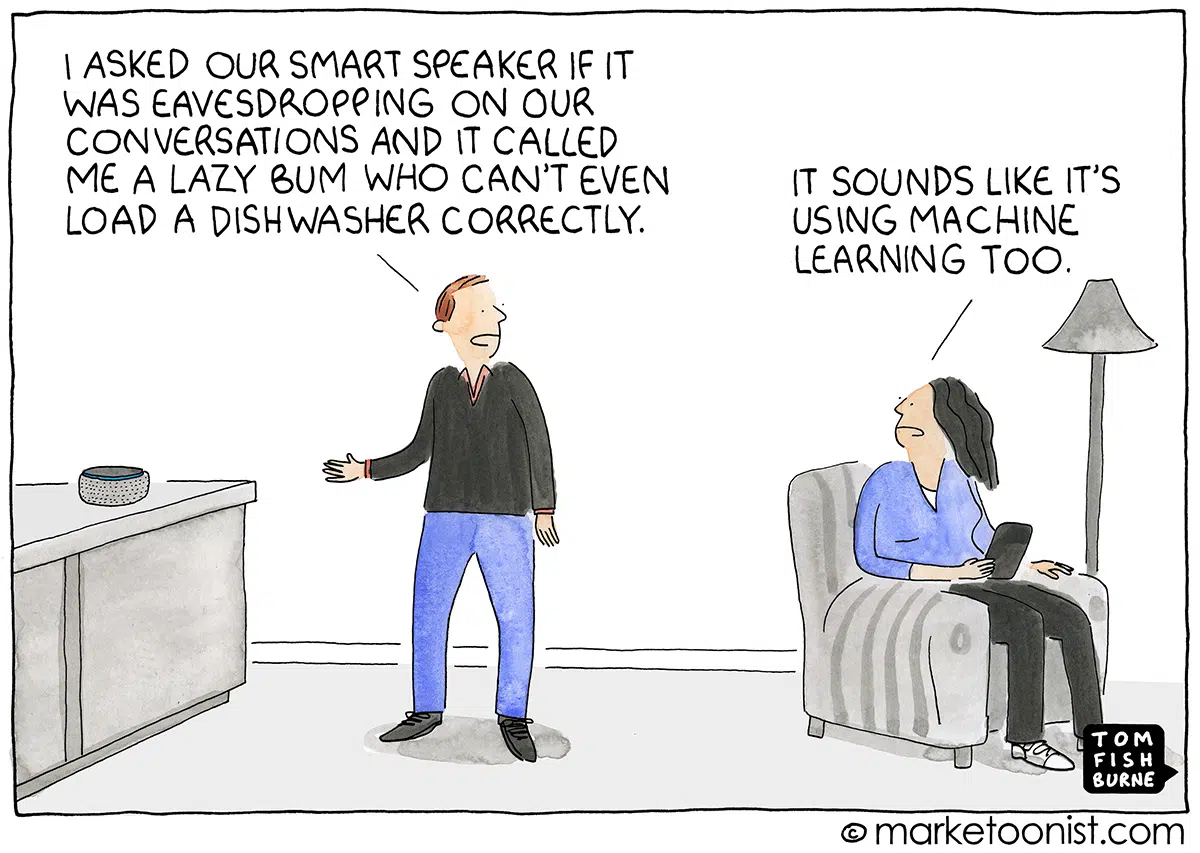 I ASKED OUR SMART SPEAKER IF IT
WAS EAVESDROPPING ON OUR
CONVERSATIONS AND IT CALLED
ME A LAZY BUM WHO CAN'T EVEN
LOAD A DISHWASHER CORRECTLY.
IT SOUNDS LIKE IT'S
USING MACHINE
LEARNING TOO.
TOM
FISH
BURNE
© marketoonist.com